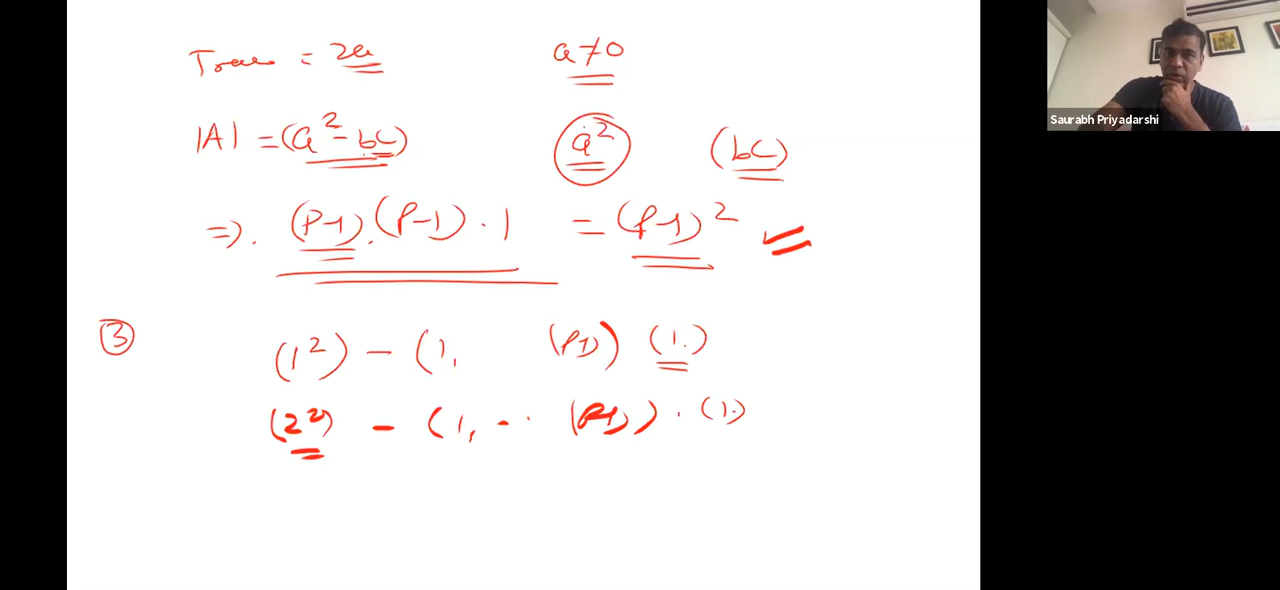 Trace = 2a a ≠ 0
|A| = (a² - bc) a² (bc)
⇒. (P-1).(P-1).1 = (P-1)²
③ (1²) - (1, (P-1)) (1.)
(2²) - (1, -.. (P-1)) . (1.)
Saurabh Priyadarshi